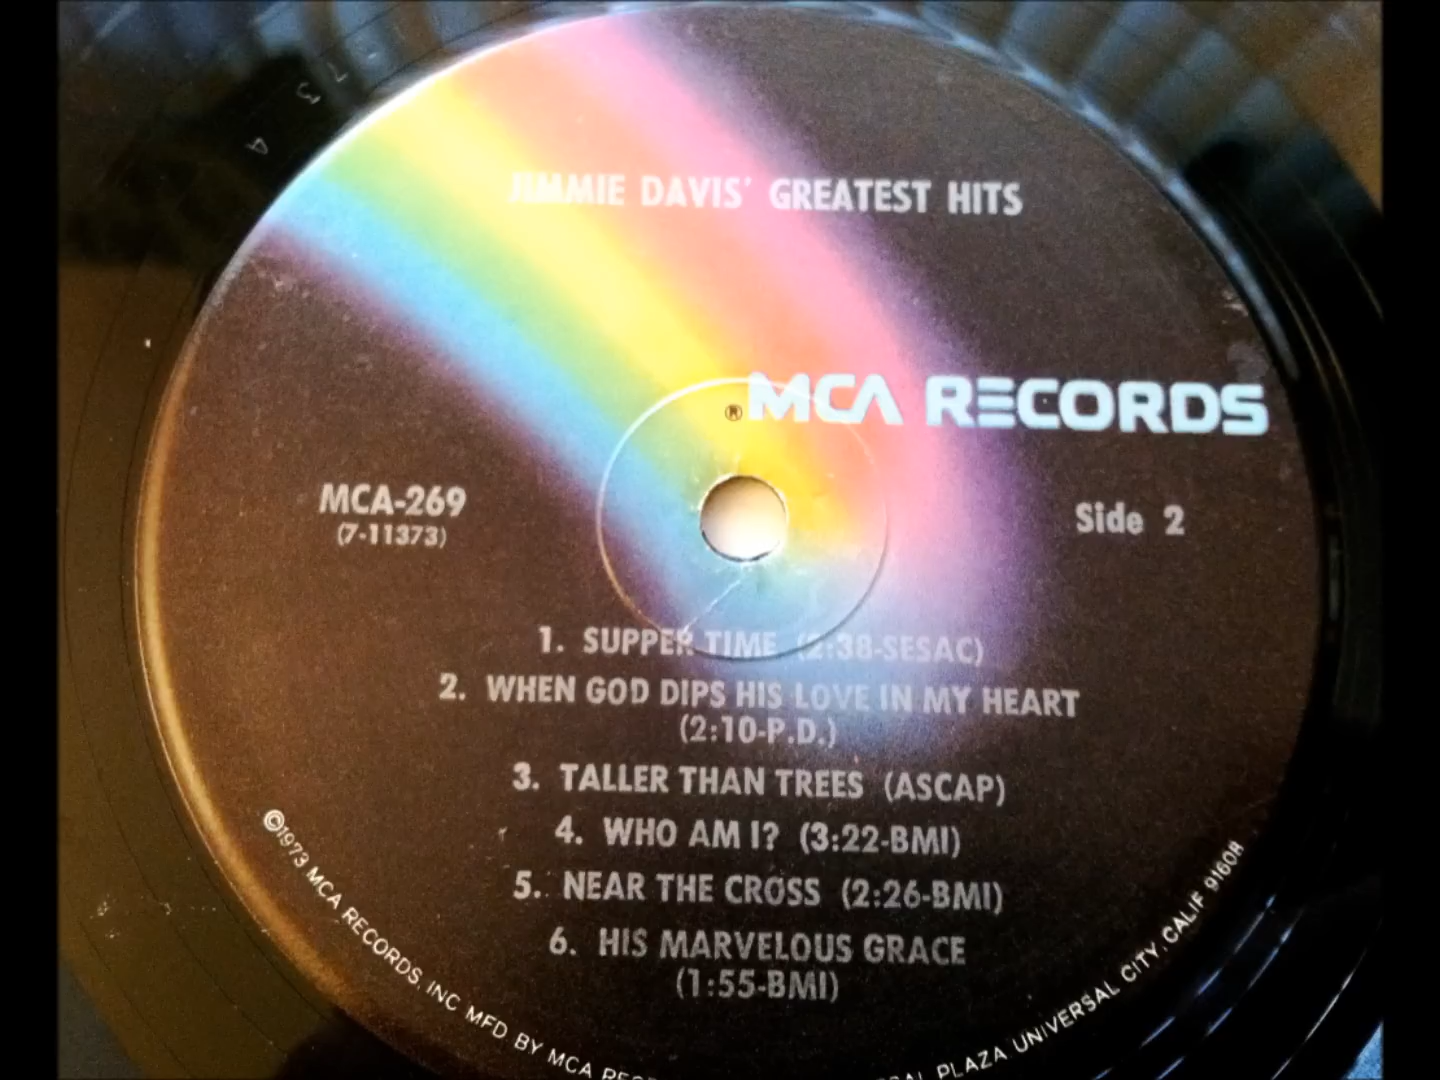 JIMMIE DAVIS' GREATEST HITS
® MCA RECORDS
MCA-269
(7-11373)
Side 2
1. SUPPER TIME (2:38-SESAC)
2. WHEN GOD DIPS HIS LOVE IN MY HEART
(2:10-P.D.)
3. TALLER THAN TREES (ASCAP)
4. WHO AM I? (3:22-BMI)
5. NEAR THE CROSS (2:26-BMI)
6. HIS MARVELOUS GRACE
(1:55-BMI)
©1973 MCA RECORDS, INC MFD BY MCA PLAZA UNIVERSAL CITY, CALIF 91608